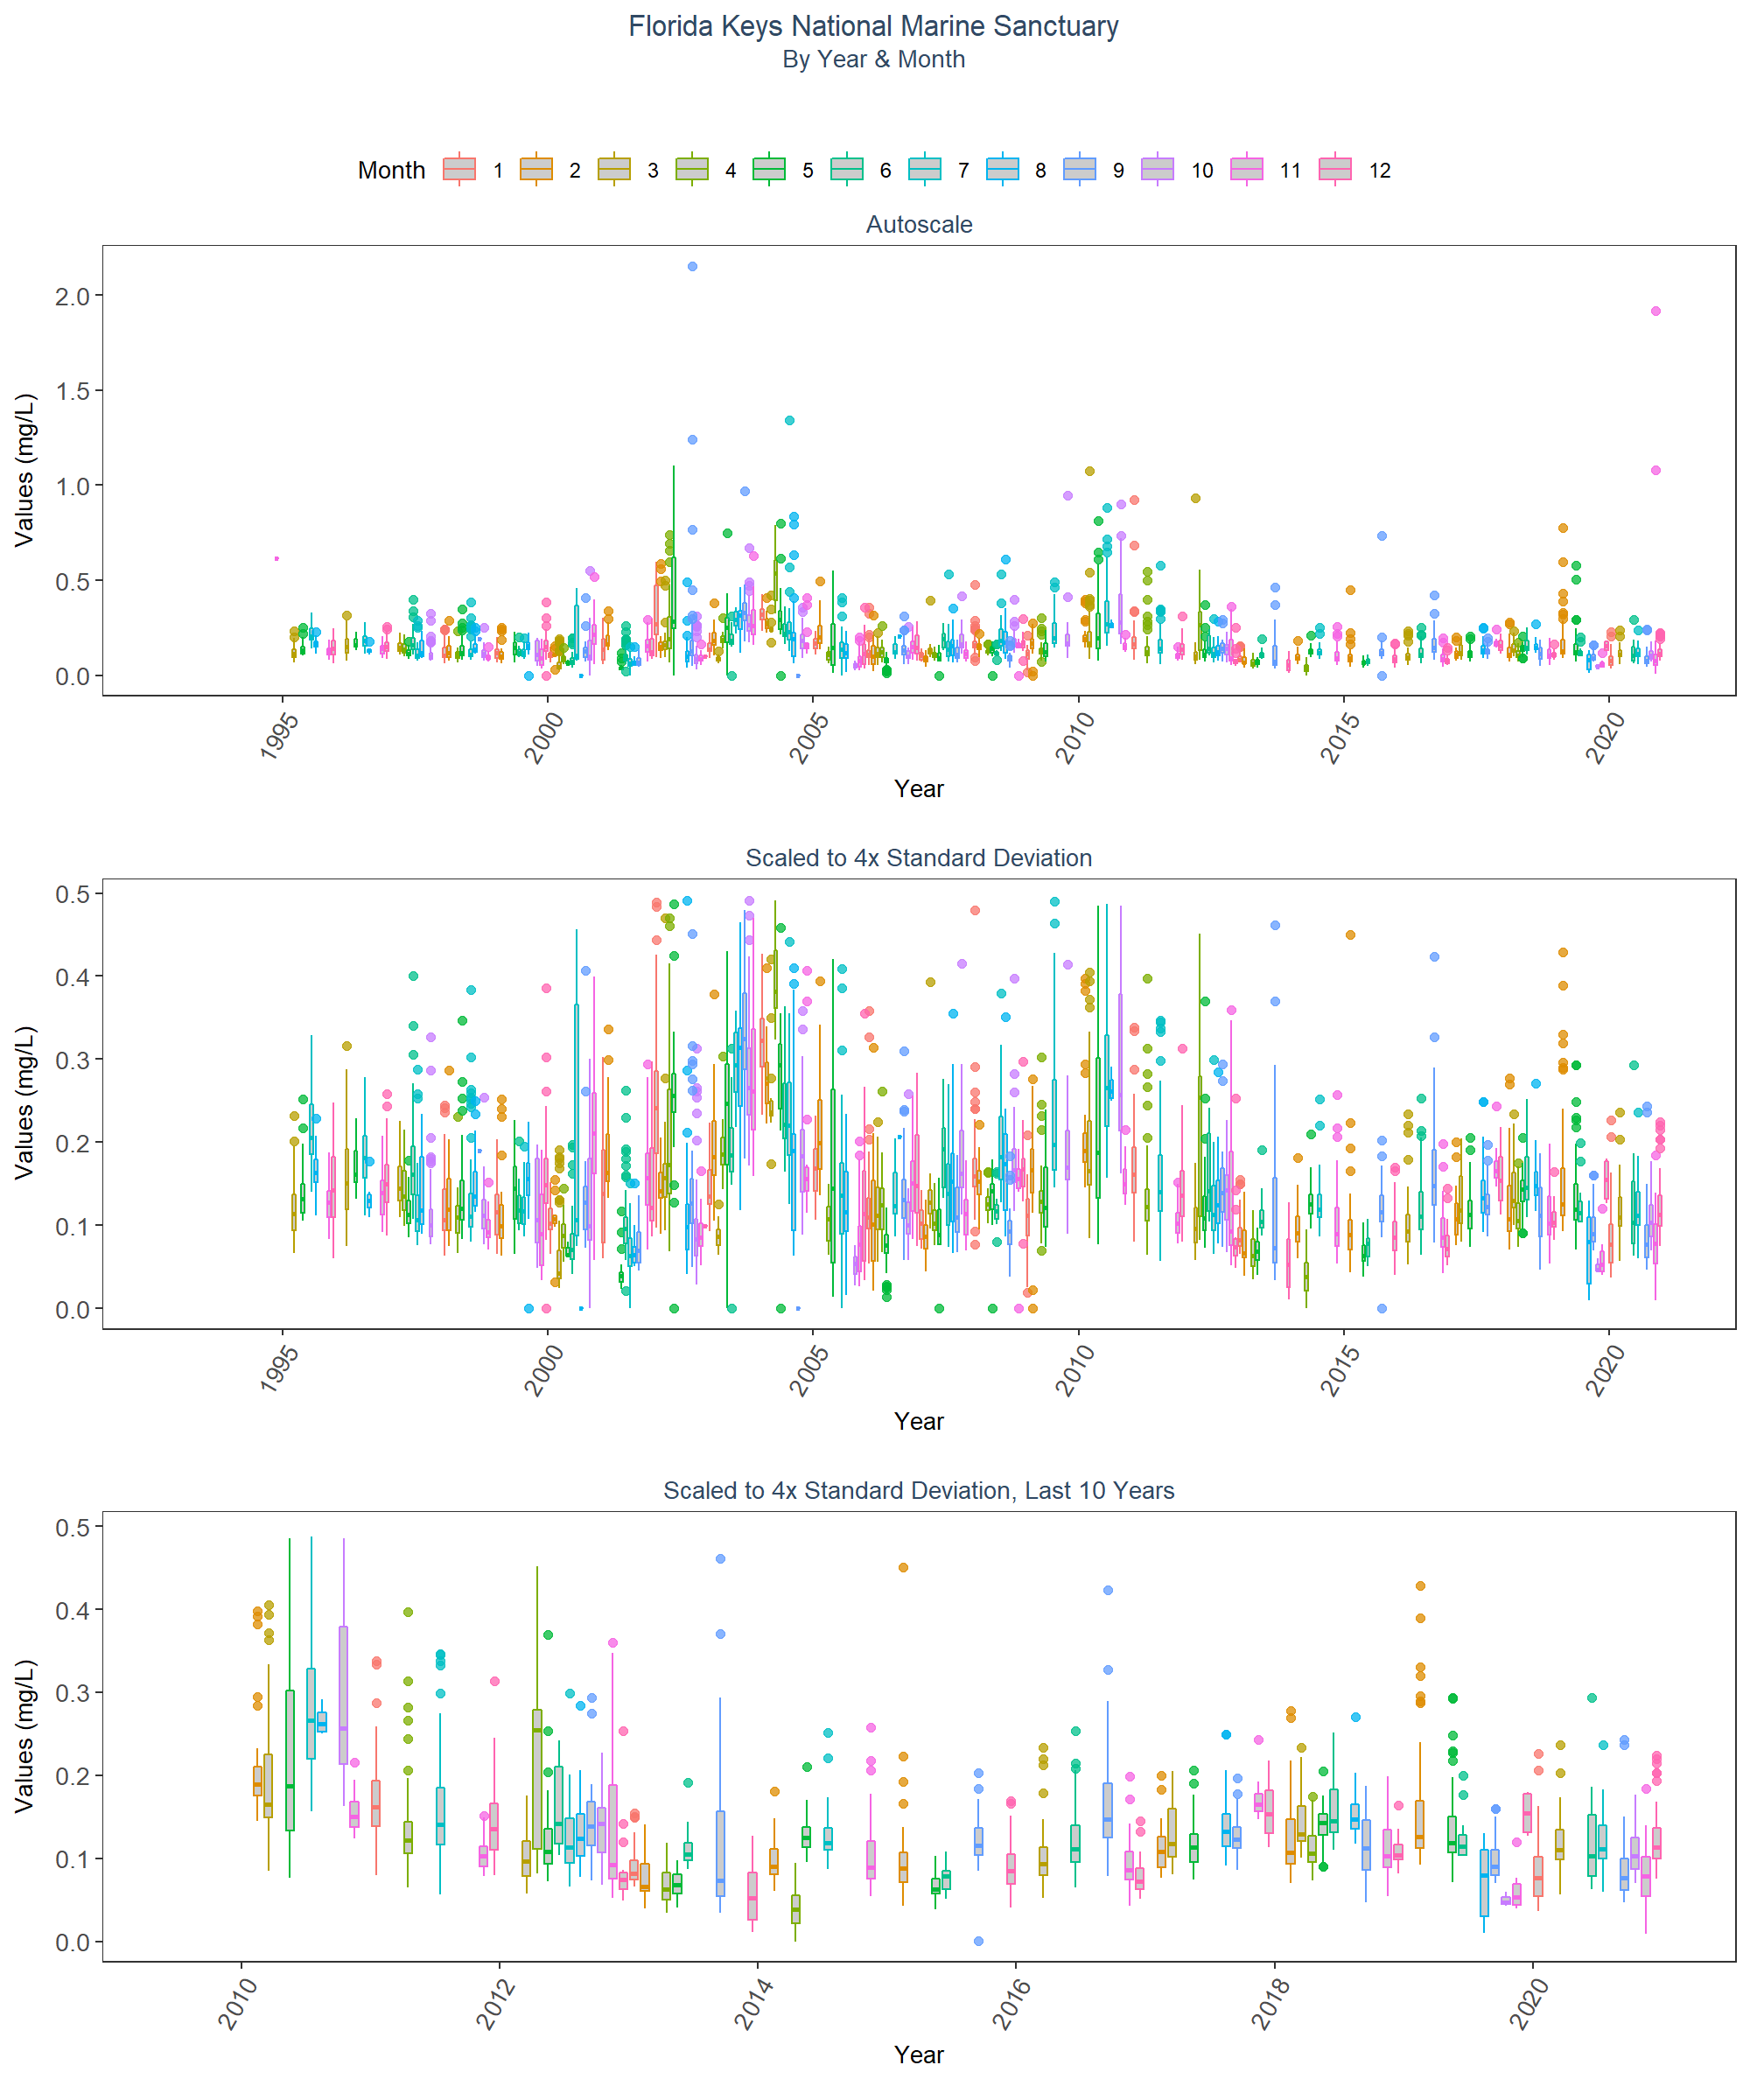 Florida Keys National Marine Sanctuary
By Year & Month
Month 1 2 3 4 5 6 7 8 9 10 11 12
Autoscale
Values (mg/L)
2.0
1.5
1.0
0.5
0.0
1995 2000 2005 2010 2015 2020
Year
Scaled to 4x Standard Deviation
Values (mg/L)
0.5
0.4
0.3
0.2
0.1
0.0
1995 2000 2005 2010 2015 2020
Year
Scaled to 4x Standard Deviation, Last 10 Years
Values (mg/L)
0.5
0.4
0.3
0.2
0.1
0.0
2010 2012 2014 2016 2018 2020
Year